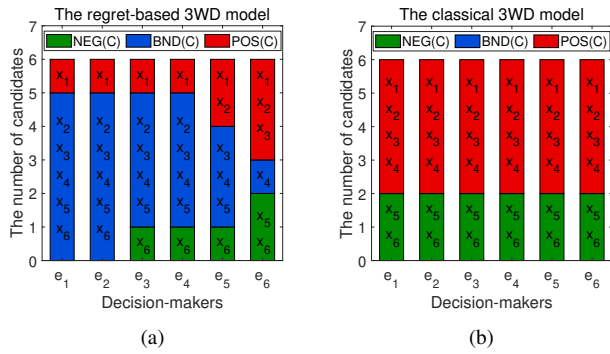 The regret-based 3WD model
NEG(C) BND(C) POS(C)
The number of candidates
7
6
5
4
3
2
1
0
x₁ x₁ x₁ x₁ x₁ x₁
x₂ x₂ x₂ x₂ x₂ x₂
x₃ x₃ x₃ x₃ x₃ x₃
x₄ x₄ x₄ x₄ x₄ x₄
x₅ x₅ x₅ x₅ x₅ x₅
x₆ x₆ x₆ x₆ x₆ x₆
e₁ e₂ e₃ e₄ e₅ e₆
Decision-makers
(a)
The classical 3WD model
NEG(C) BND(C) POS(C)
The number of candidates
7
6
5
4
3
2
1
0
x₁ x₁ x₁ x₁ x₁ x₁
x₂ x₂ x₂ x₂ x₂ x₂
x₃ x₃ x₃ x₃ x₃ x₃
x₄ x₄ x₄ x₄ x₄ x₄
x₅ x₅ x₅ x₅ x₅ x₅
x₆ x₆ x₆ x₆ x₆ x₆
e₁ e₂ e₃ e₄ e₅ e₆
Decision-makers
(b)